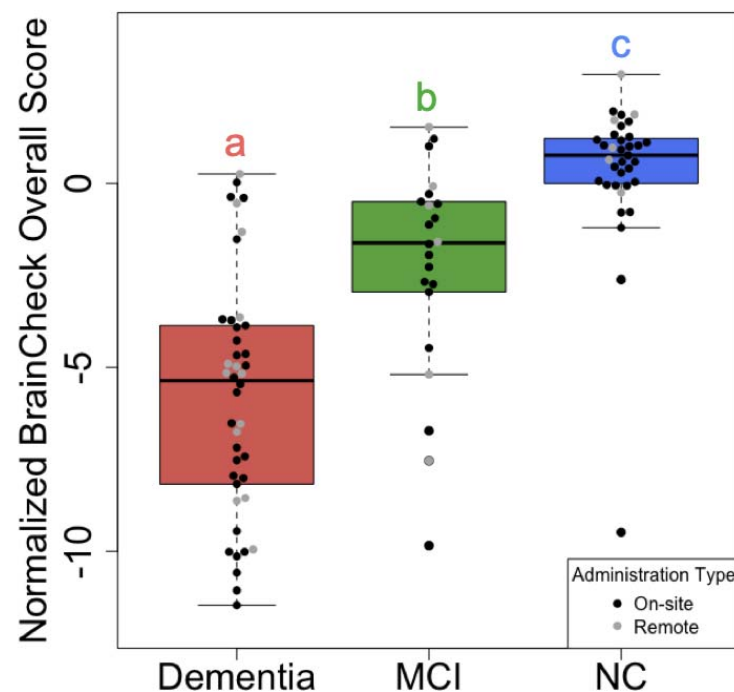 Normalized BrainCheck Overall Score
0
-5
-10
a
b
c
Administration Type
On-site
Remote
Dementia
MCI
NC